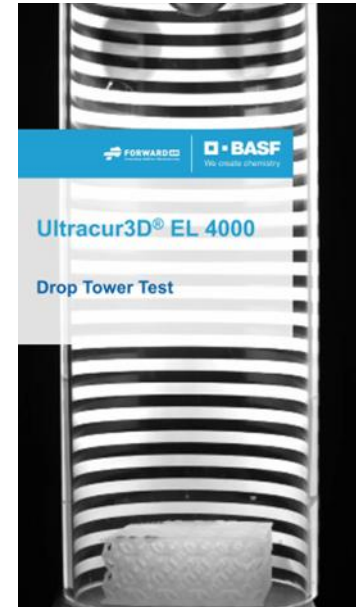 FORWARD AM
BASF
We create chemistry
Ultracur3D® EL 4000
Drop Tower Test